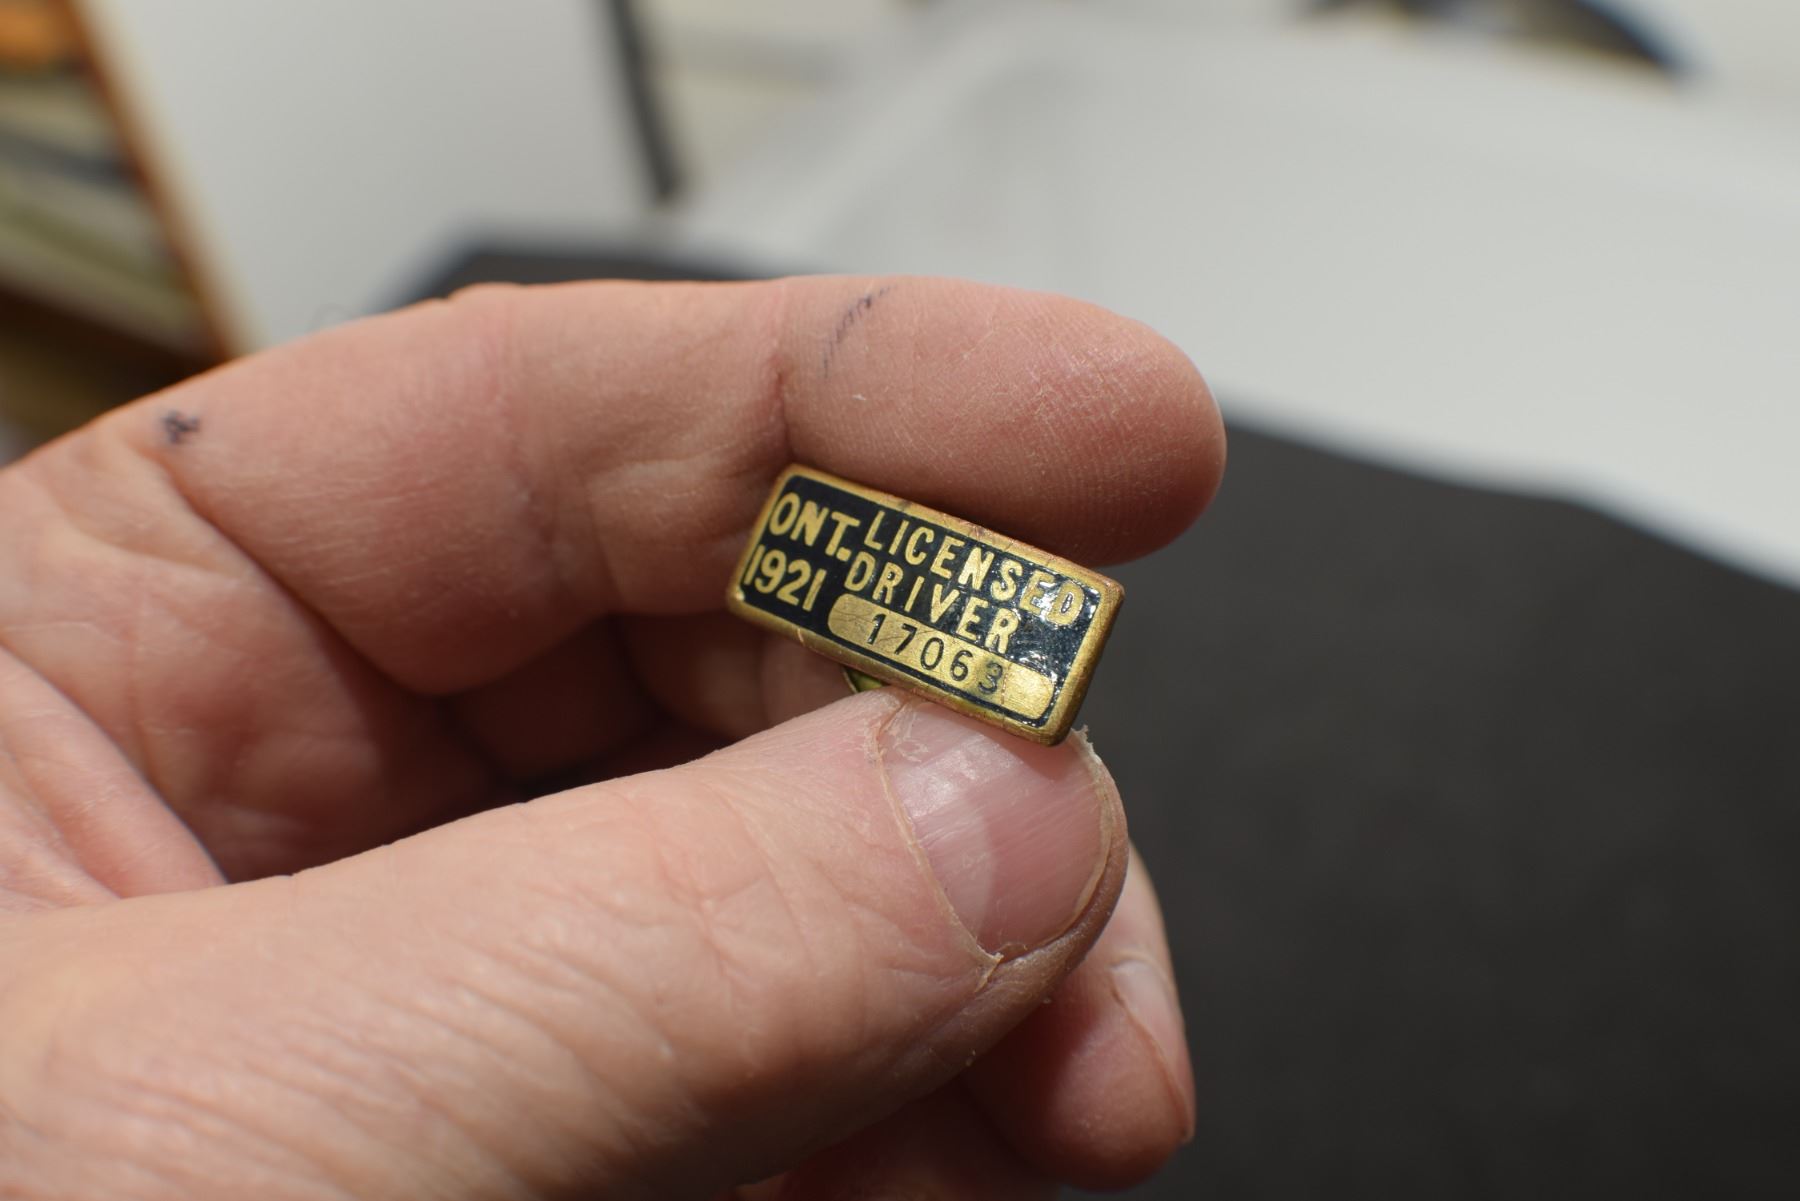 ONT. LICENSED
1921 DRIVER
17063